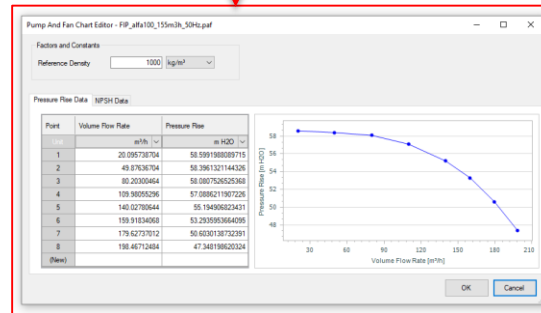 Pump And Fan Chart Editor - FIP_alfa100_155m3h_50Hz.paf
Factors and Constants
Reference Density 1000 kg/m³
Pressure Rise Data NPSH Data
Point Volume Flow Rate Pressure Rise
Unit m³/h m H2O
1 20.095738704 58.5991988089715
2 49.87636704 58.3961321144326
3 80.20300464 58.0807526525368
4 109.98055296 57.0886211907226
5 140.02780644 55.194906823431
6 159.91834068 53.2935953664095
7 179.62737012 50.6030138732391
8 198.46712484 47.348198620324
(New)
Pressure Rise [m H2O]
58
56
54
52
50
48
30 60 90 120 150 180 210
Volume Flow Rate [m³/h]
OK Cancel